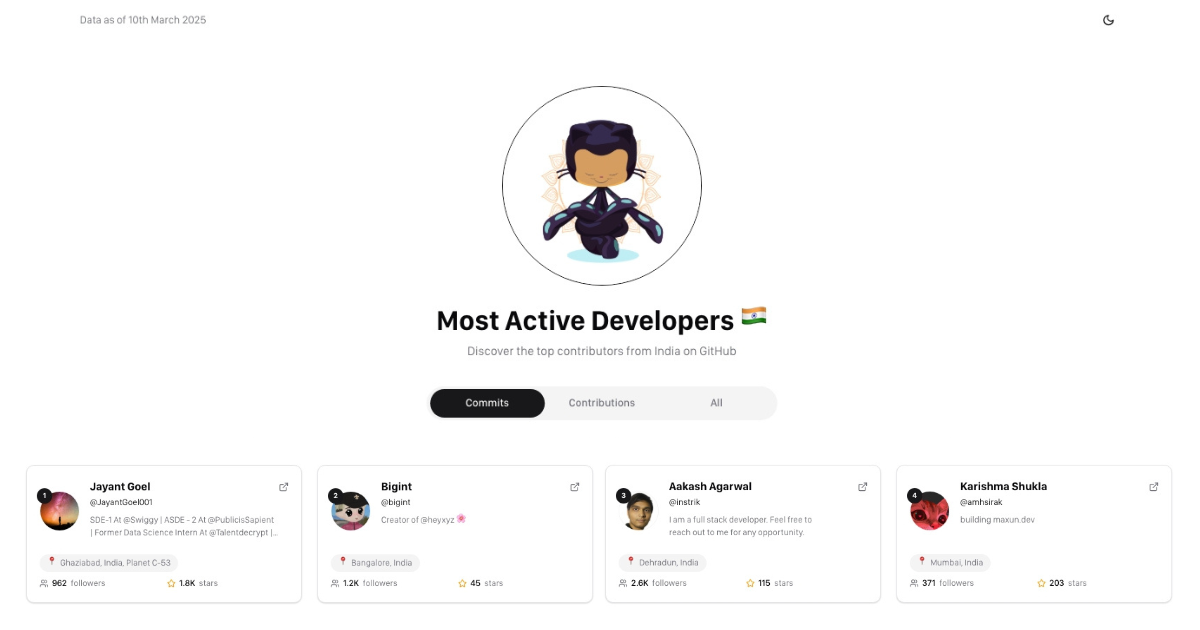 Data as of 10th March 2025
Most Active Developers 🇮🇳
Discover the top contributors from India on GitHub
Commits
Contributions
All
1
Jayant Goel
@JayantGoel001
SDE-1 At @Swiggy | ASDE - 2 At @PublicisSapient
| Former Data Science Intern At @Talentdecrypt |...
📍 Ghaziabad, India, Planet C-53
962 followers
1.8K stars
2
Bigint
@bigint
Creator of @heyxyz 🌸
📍 Bangalore, India
1.2K followers
45 stars
3
Aakash Agarwal
@instrik
I am a full stack developer. Feel free to
reach out to me for any opportunity.
📍 Dehradun, India
2.6K followers
115 stars
4
Karishma Shukla
@amhsirak
building maxun.dev
📍 Mumbai, India
371 followers
203 stars